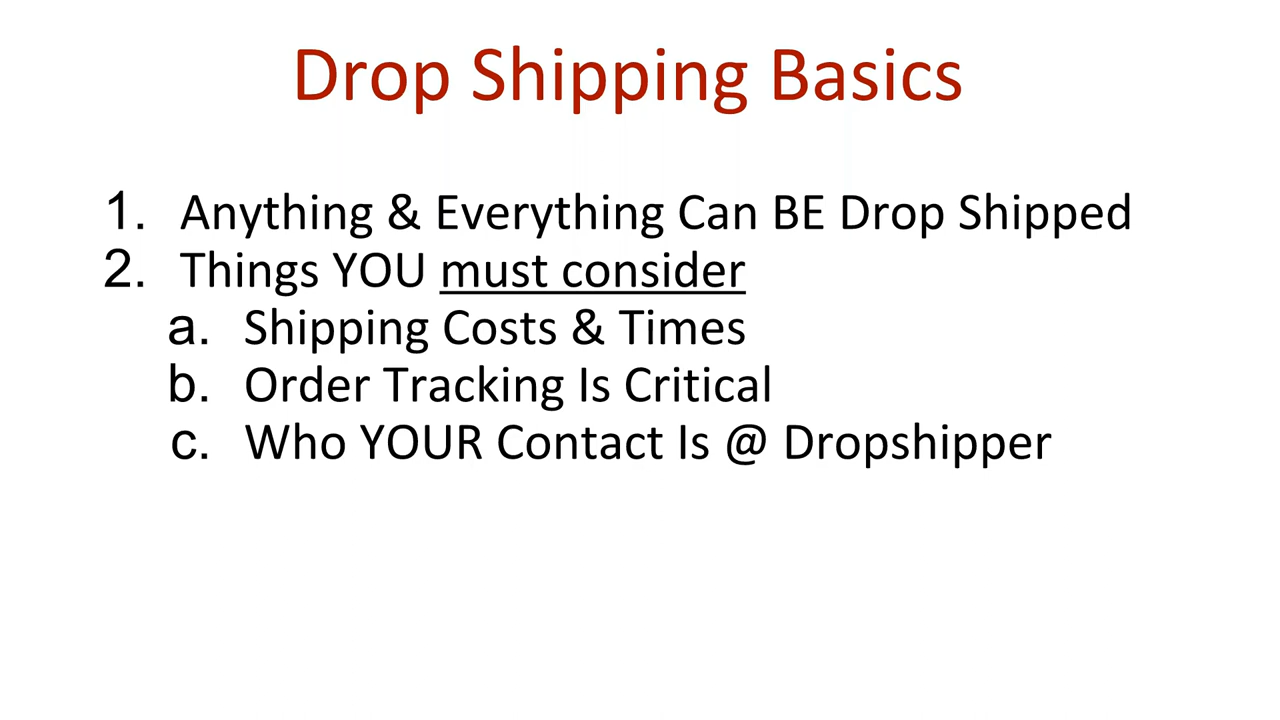 Drop Shipping Basics
1. Anything & Everything Can BE Drop Shipped
2. Things YOU must consider
a. Shipping Costs & Times
b. Order Tracking Is Critical
c. Who YOUR Contact Is @ Dropshipper